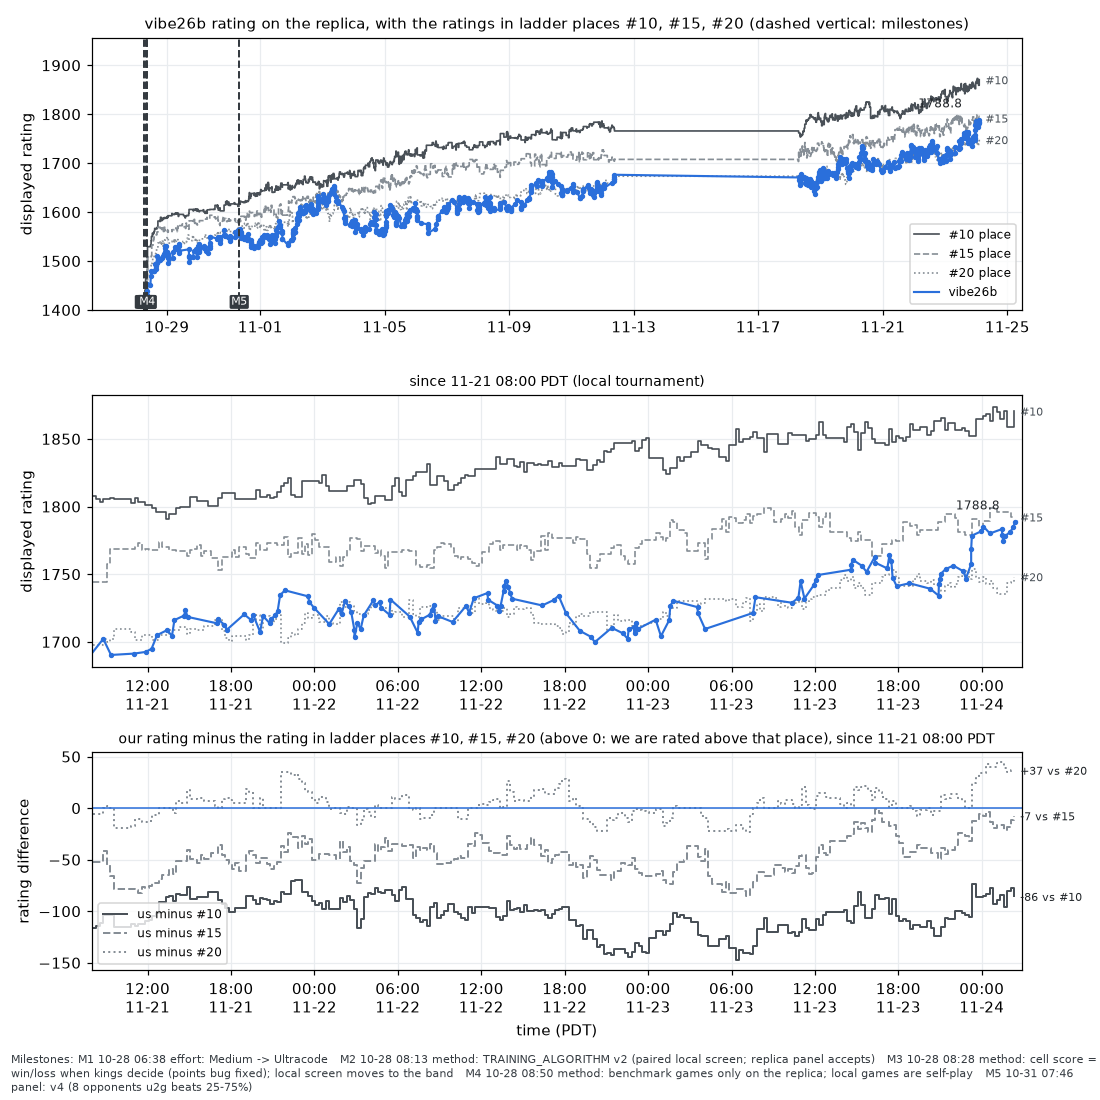 vibe26b rating on the replica, with the ratings in ladder places #10, #15, #20 (dashed vertical: milestones)
displayed rating
1900
1800
1700
1600
1500
1400
#10
1788.8
#15
#20
M4
M5
#10 place
#15 place
#20 place
vibe26b
10-29
11-01
11-05
11-09
11-13
11-17
11-21
11-25
since 11-21 08:00 PDT (local tournament)
displayed rating
1850
1800
1750
1700
#10
1788.8
#15
#20
12:00 11-21
18:00 11-21
00:00 11-22
06:00 11-22
12:00 11-22
18:00 11-22
00:00 11-23
06:00 11-23
12:00 11-23
18:00 11-23
00:00 11-24
our rating minus the rating in ladder places #10, #15, #20 (above 0: we are rated above that place), since 11-21 08:00 PDT
rating difference
50
0
−50
−100
−150
+37 vs #20
-7 vs #15
-86 vs #10
us minus #10
us minus #15
us minus #20
12:00 11-21
18:00 11-21
00:00 11-22
06:00 11-22
12:00 11-22
18:00 11-22
00:00 11-23
06:00 11-23
12:00 11-23
18:00 11-23
00:00 11-24
time (PDT)
Milestones: M1 10-28 06:38 effort: Medium -> Ultracode M2 10-28 08:13 method: TRAINING_ALGORITHM v2 (paired local screen; replica panel accepts) M3 10-28 08:28 method: cell score =
win/loss when kings decide (points bug fixed); local screen moves to the band M4 10-28 08:50 method: benchmark games only on the replica; local games are self-play M5 10-31 07:46
panel: v4 (8 opponents u2g beats 25-75%)